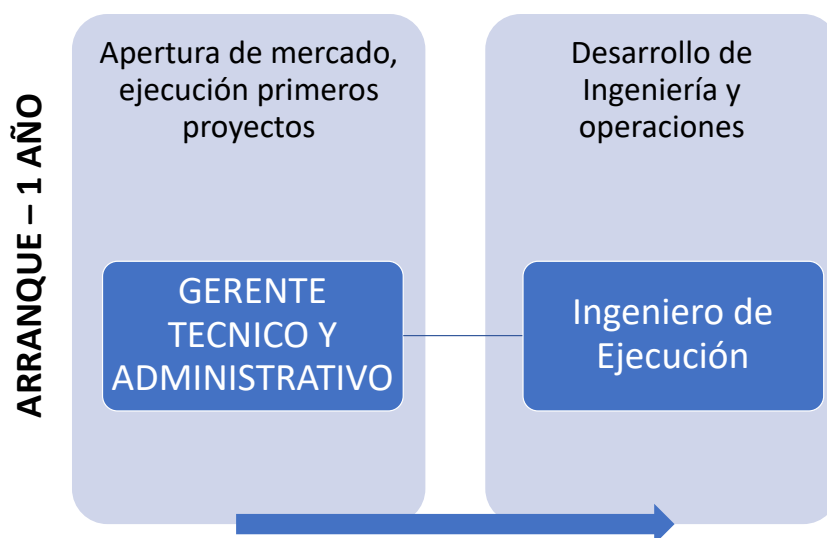 ARRANQUE – 1 AÑO
Apertura de mercado,
ejecución primeros
proyectos
GERENTE
TECNICO Y
ADMINISTRATIVO
Desarrollo de
Ingeniería y
operaciones
Ingeniero de
Ejecución